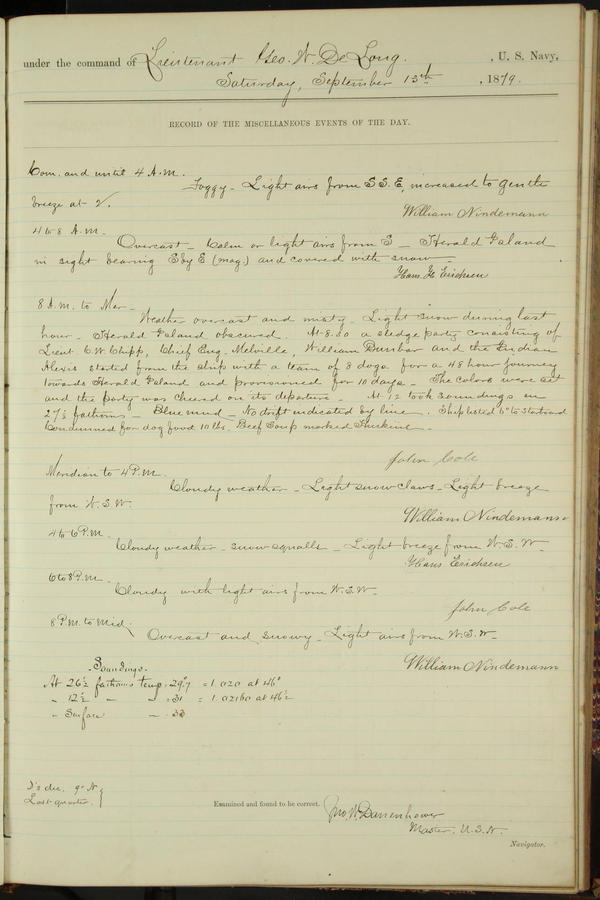 under the command of Lieutenant Geo. W. De Long. , U. S. Navy,
Saturday, September 13th , 1879.
RECORD OF THE MISCELLANEOUS EVENTS OF THE DAY.
Com. and until 4 A.M.
Foggy - Light airs from S S. E, increased to gentle
breeze at 2.
William Nindemann
4 to 8 A.M.
Overcast - Calm or light airs from S - Herald Island
in sight bearing E by E (mag.) and covered with snow -
Hans H. Erichsen
8 A.M. to Mer -
Weather overcast and misty - Light snow during last
hour - Herald Island obscured. At 8.30 a sledge party consisting of
Lieut C. W. Chipp, Chief Eng. Melville, William Dunbar and the Indian
Alexis started from the ship with a team of 8 dogs for a 48 hour journey
towards Herald Island and provisioned for 10 days - The colors were set
and the party was cheered on its departure - At 12 took soundings in
27½ fathoms - Blue mud - No drift indicated by line. Ship listed to Starboard
Condemned for dog food 10 lbs. Beef Soup marked
John Cole
Meridian to 4 P.M.
Cloudy weather - Light snow - Light breeze
from W. S. W.
William Nindemann
4 to 6 P.M.
Cloudy weather - snow squalls - Light breeze from W. S. W -
Hans Erichsen
6 to 8 P.M.
Cloudy with light airs from W. S. W -
John Cole
8 P.M. to Mid.
Overcast and snowy - Light airs from W. S. W -
William Nindemann
Soundings.
At 26½ fathoms temp. 29°.7 = 1.020 at 46°
" 12½ " " 31 =
" Surface " 33
dec. 9° N.
Last quarter.
Examined and found to be correct.
Jno W. Danenhower
Master, U.S.N.
Navigator.